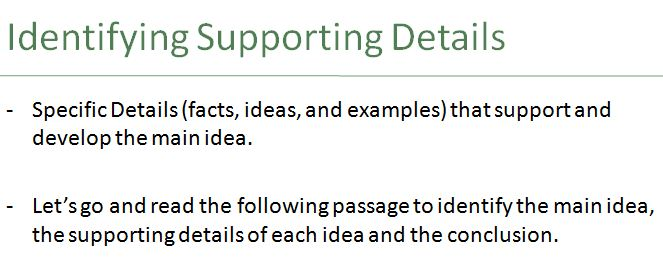 Identifying Supporting Details
- Specific Details (facts, ideas, and examples) that support and
develop the main idea.
- Let's go and read the following passage to identify the main idea,
the supporting details of each idea and the conclusion.